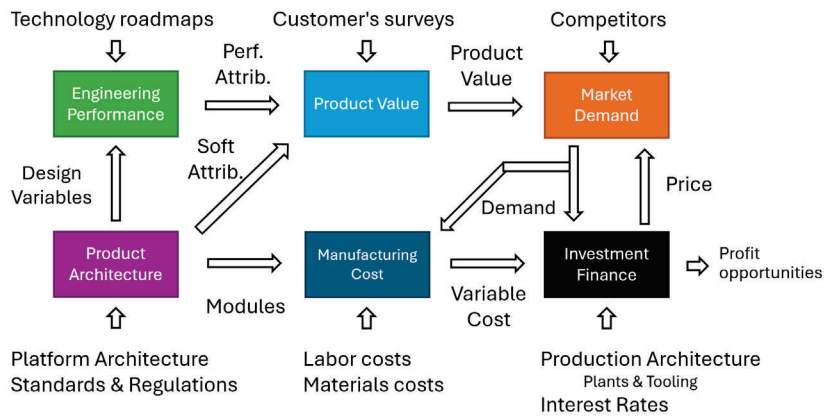 Technology roadmaps
Customer's surveys
Competitors
Perf.
Attrib.
Product
Value
Engineering
Performance
Product Value
Market
Demand
Soft
Attrib.
Design
Variables
Demand
Price
Product
Architecture
Manufacturing
Cost
Investment
Finance
Profit
opportunities
Modules
Variable
Cost
Platform Architecture
Standards & Regulations
Labor costs
Materials costs
Production Architecture
Plants & Tooling
Interest Rates